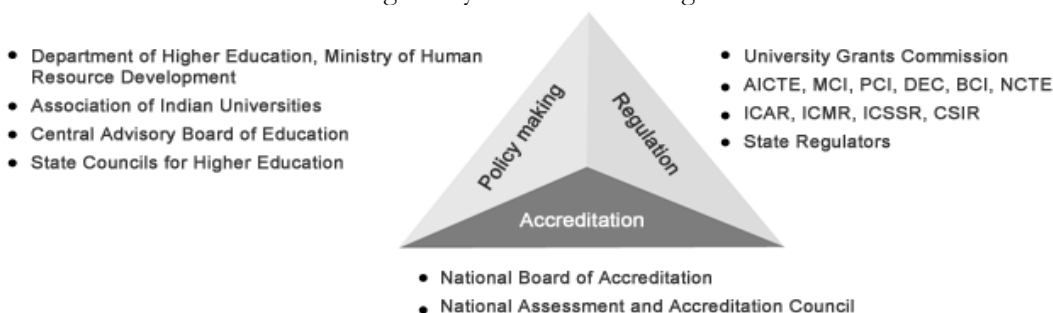 • Department of Higher Education, Ministry of Human
Resource Development
• Association of Indian Universities
• Central Advisory Board of Education
• State Councils for Higher Education
Policy making
Regulation
Accreditation
• University Grants Commission
• AICTE, MCI, PCI, DEC, BCI, NCTE
• ICAR, ICMR, ICSSR, CSIR
• State Regulators
• National Board of Accreditation
• National Assessment and Accreditation Council